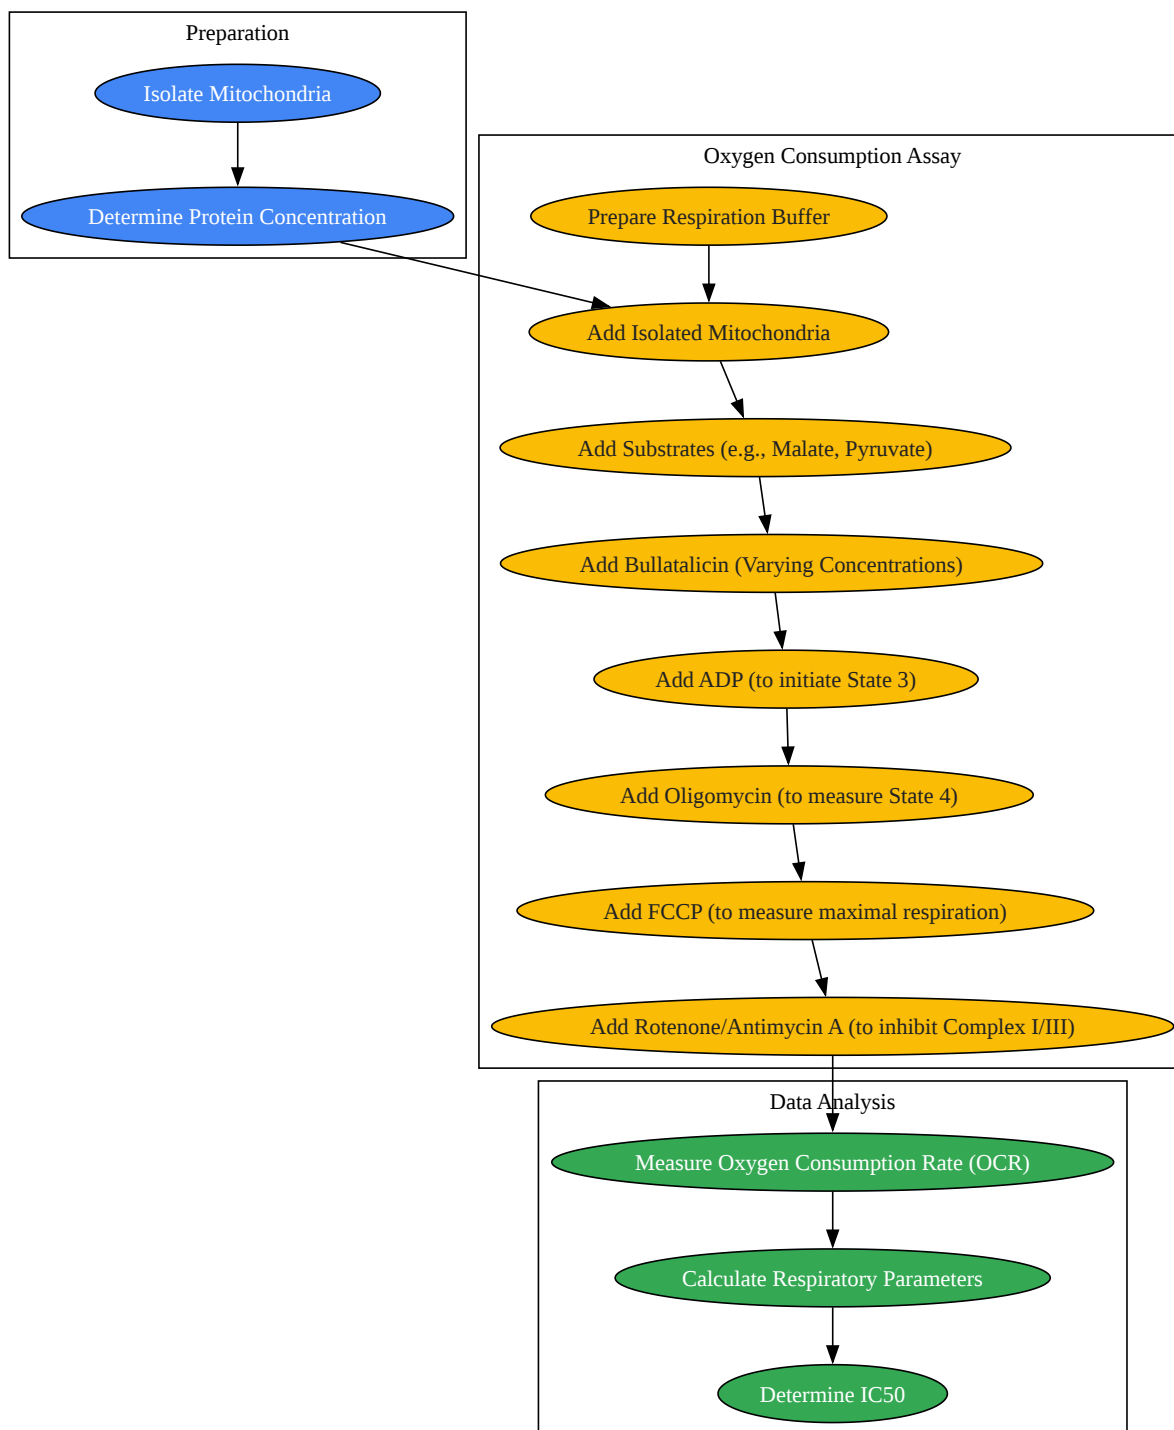 Preparation
Isolate Mitochondria
Determine Protein Concentration
Oxygen Consumption Assay
Prepare Respiration Buffer
Add Isolated Mitochondria
Add Substrates (e.g., Malate, Pyruvate)
Add Bullatalicin (Varying Concentrations)
Add ADP (to initiate State 3)
Add Oligomycin (to measure State 4)
Add FCCP (to measure maximal respiration)
Add Rotenone/Antimycin A (to inhibit Complex I/III)
Data Analysis
Measure Oxygen Consumption Rate (OCR)
Calculate Respiratory Parameters
Determine IC50